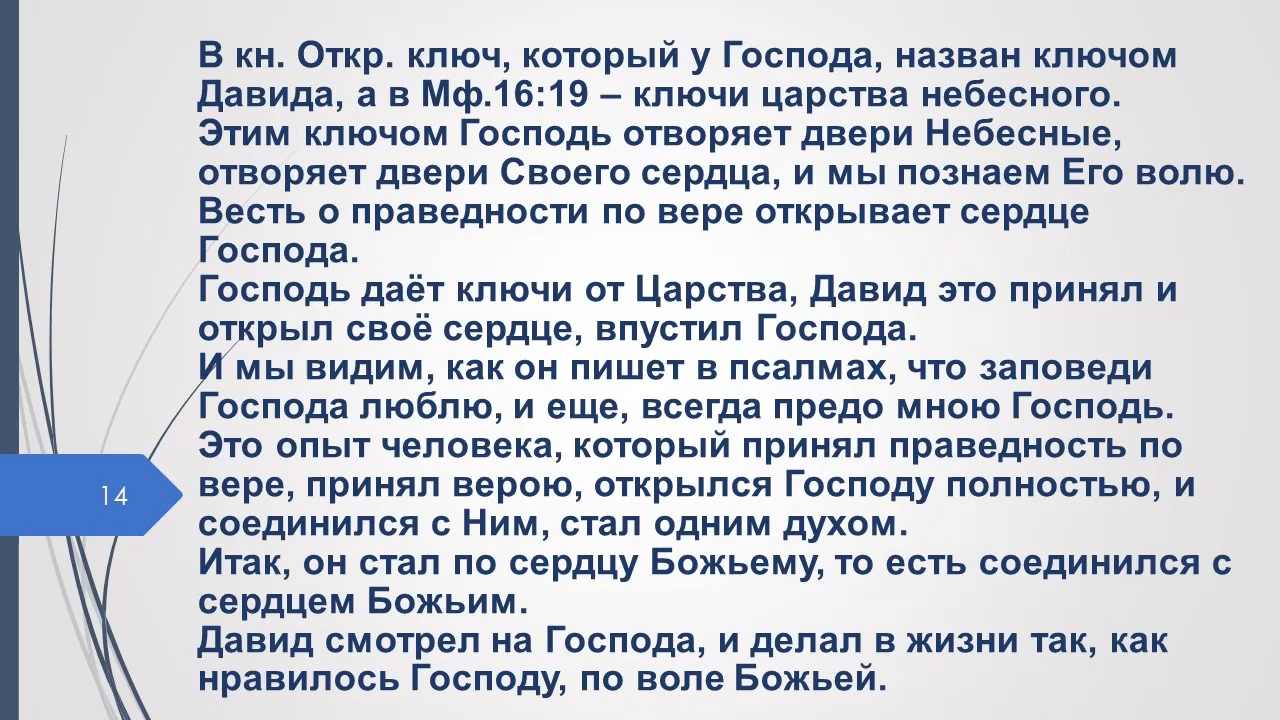 В кн. Откр. ключ, который у Господа, назван ключом
Давида, а в Мф.16:19 – ключи царства небесного.
Этим ключом Господь отворяет двери Небесные,
отворяет двери Своего сердца, и мы познаем Его волю.
Весть о праведности по вере открывает сердце
Господа.
Господь даёт ключи от Царства, Давид это принял и
открыл своё сердце, впустил Господа.
И мы видим, как он пишет в псалмах, что заповеди
Господа люблю, и еще, всегда предо мною Господь.
Это опыт человека, который принял праведность по
вере, принял верою, открылся Господу полностью, и
соединился с Ним, стал одним духом.
Итак, он стал по сердцу Божьему, то есть соединился с
сердцем Божьим.
Давид смотрел на Господа, и делал в жизни так, как
нравилось Господу, по воле Божьей.
14